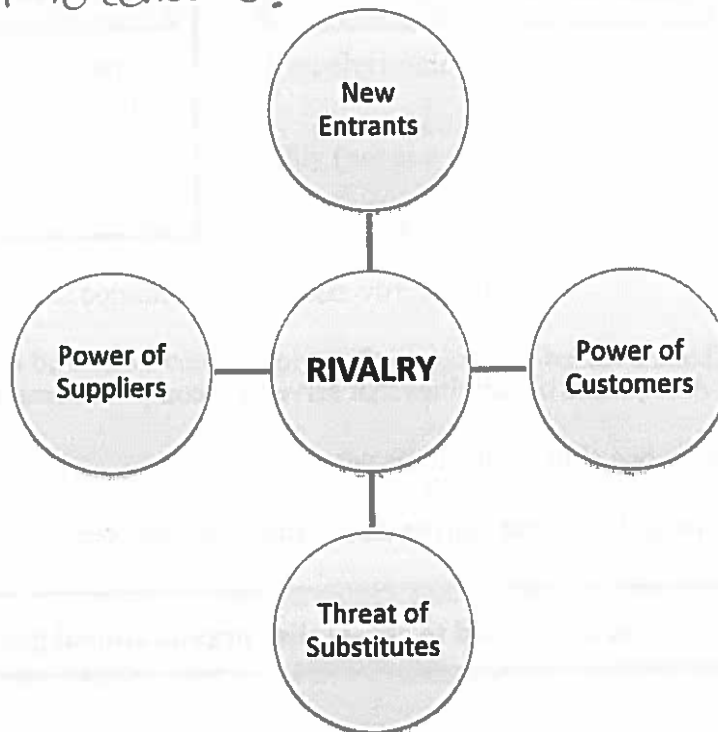 New
Entrants
Power of
Suppliers
RIVALRY
Power of
Customers
Threat of
Substitutes